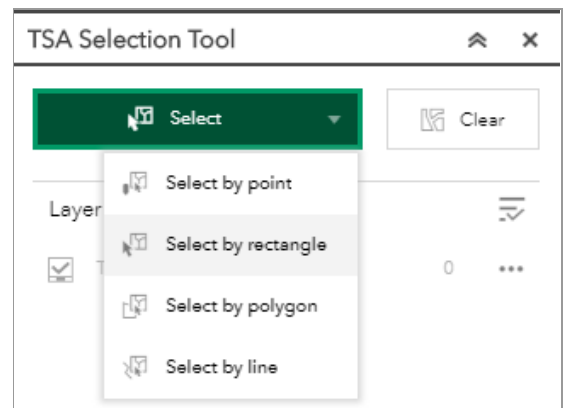 TSA Selection Tool
Select
Clear
Select by point
Layer
Select by rectangle
0
Select by polygon
Select by line